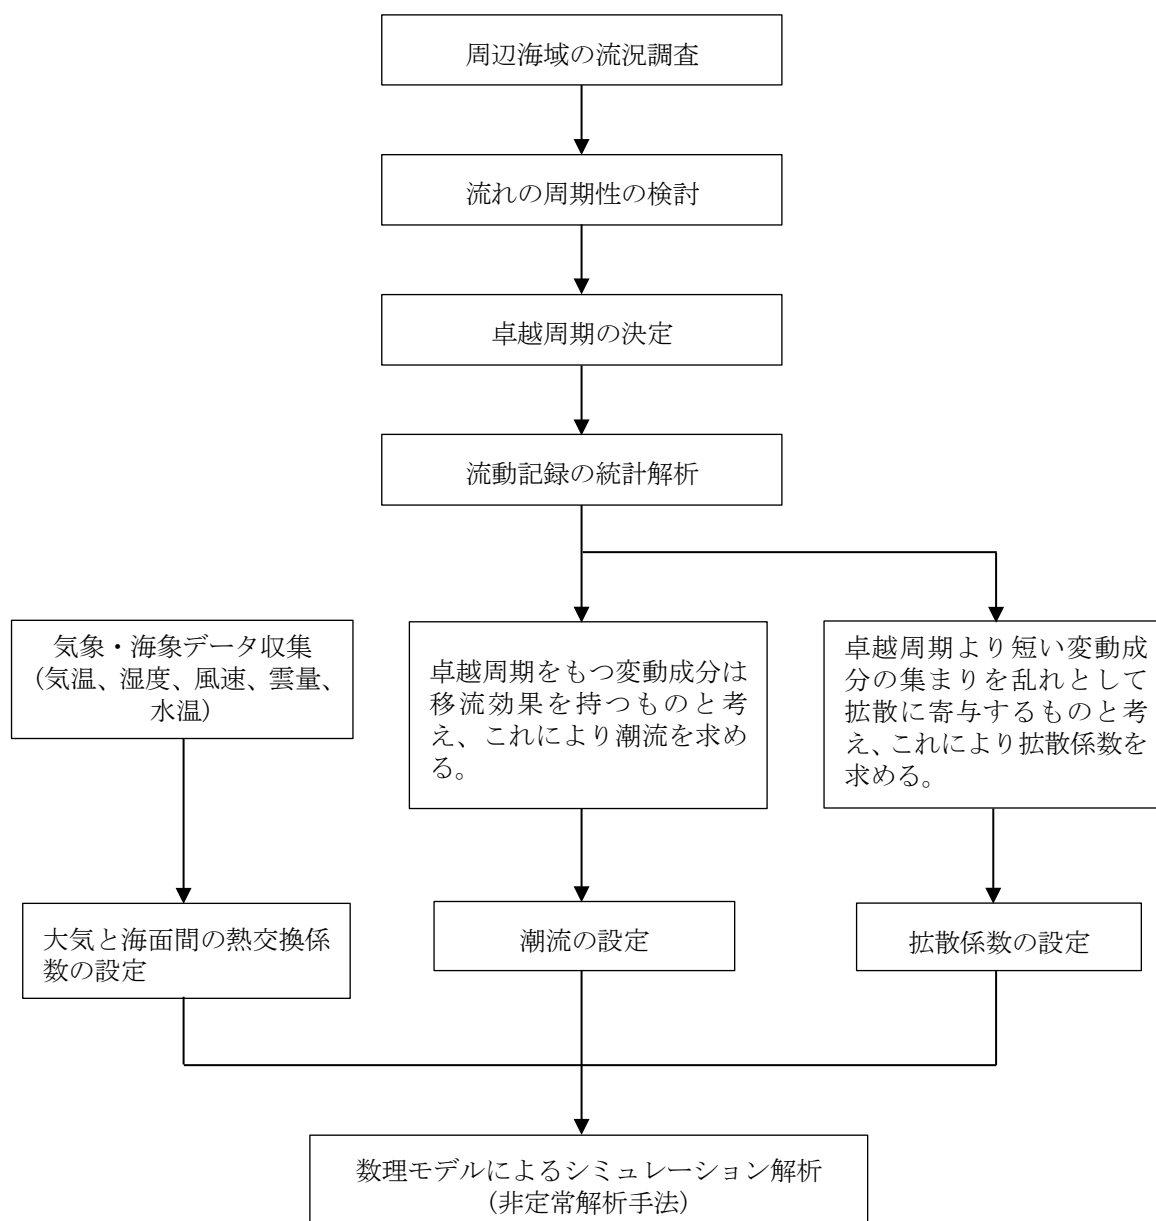 周辺海域の流況調査
流れの周期性の検討
卓越周期の決定
流動記録の統計解析
気象・海象データ収集
(気温、湿度、風速、雲量、
水温)
卓越周期をもつ変動成分は
移流効果を持つものと考
え、これにより潮流を求め
る。
卓越周期より短い変動成
分の集まりを乱れとして
拡散に寄与するものと考
え、これにより拡散係数を
求める。
大気と海面間の熱交換係
数の設定
潮流の設定
拡散係数の設定
数理モデルによるシミュレーション解析
(非定常解析手法)